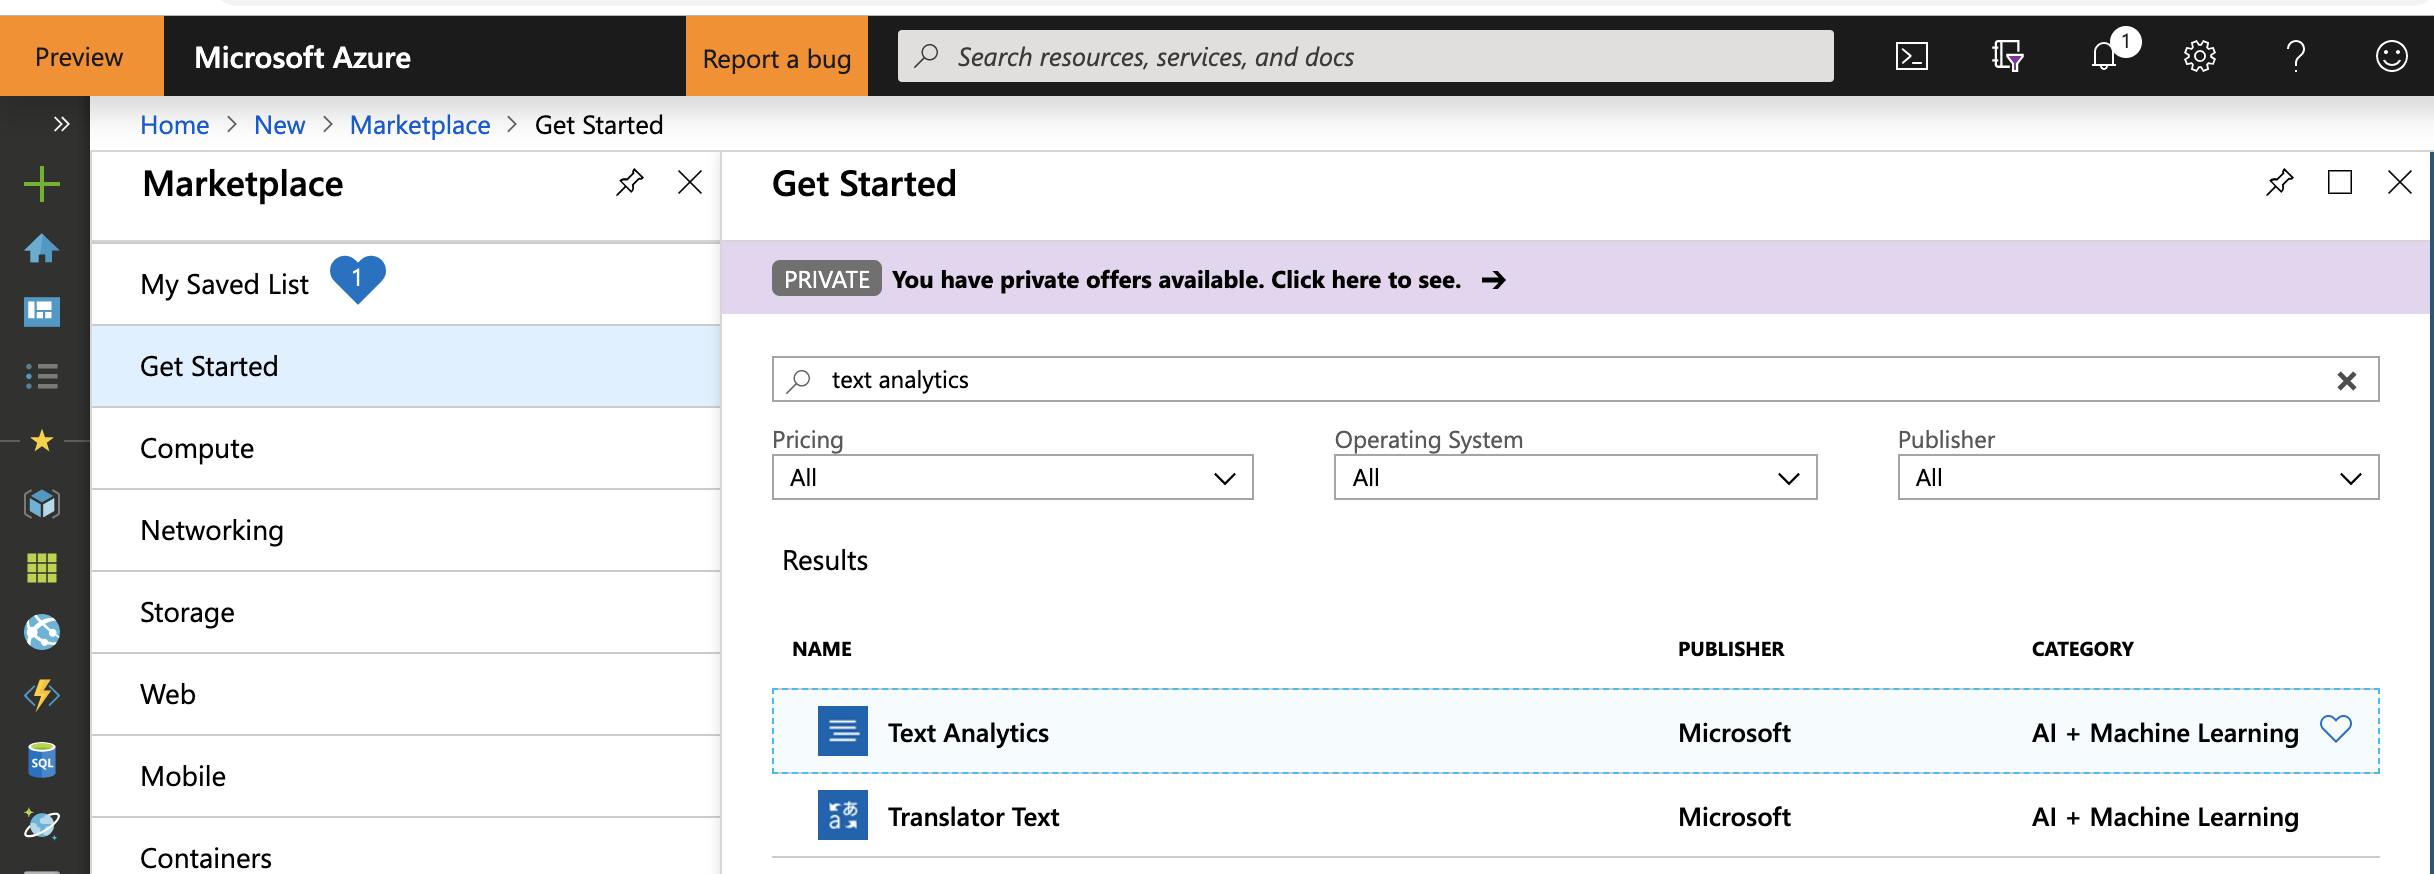 Preview
Microsoft Azure
Report a bug
Search resources, services, and docs
1
Home > New > Marketplace > Get Started
Marketplace
My Saved List 1
Get Started
Compute
Networking
Storage
Web
Mobile
Containers
SQL
Get Started
PRIVATE You have private offers available. Click here to see. →
text analytics
Pricing Operating System Publisher
All All All
Results
NAME PUBLISHER CATEGORY
Text Analytics Microsoft AI + Machine Learning
あ a
Translator Text Microsoft AI + Machine Learning